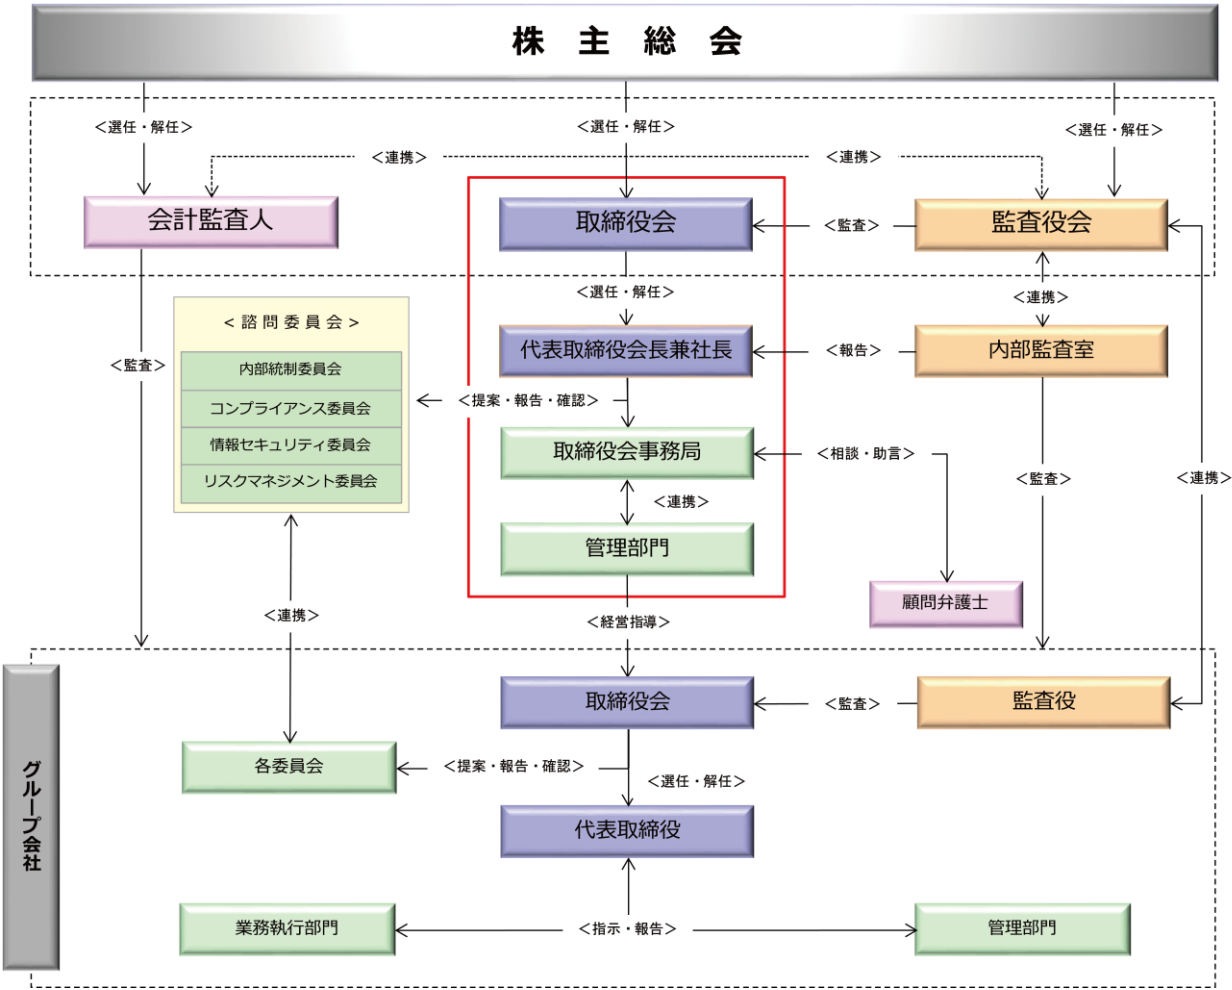 株 主 総 会
＜選任・解任＞
＜選任・解任＞
＜選任・解任＞
＜連携＞
＜連携＞
会計監査人
取締役会
＜監査＞
監査役会
＜選任・解任＞
＜連携＞
＜ 諮 問 委 員 会 ＞
内部統制委員会
コンプライアンス委員会
情報セキュリティ委員会
リスクマネジメント委員会
＜監査＞
代表取締役会長兼社長
＜報告＞
内部監査室
＜提案・報告・確認＞
取締役会事務局
＜相談・助言＞
＜監査＞
＜連携＞
＜連携＞
管理部門
顧問弁護士
＜連携＞
＜経営指導＞
グループ会社
取締役会
＜監査＞
監査役
各委員会
＜提案・報告・確認＞
＜選任・解任＞
代表取締役
業務執行部門
＜指示・報告＞
管理部門